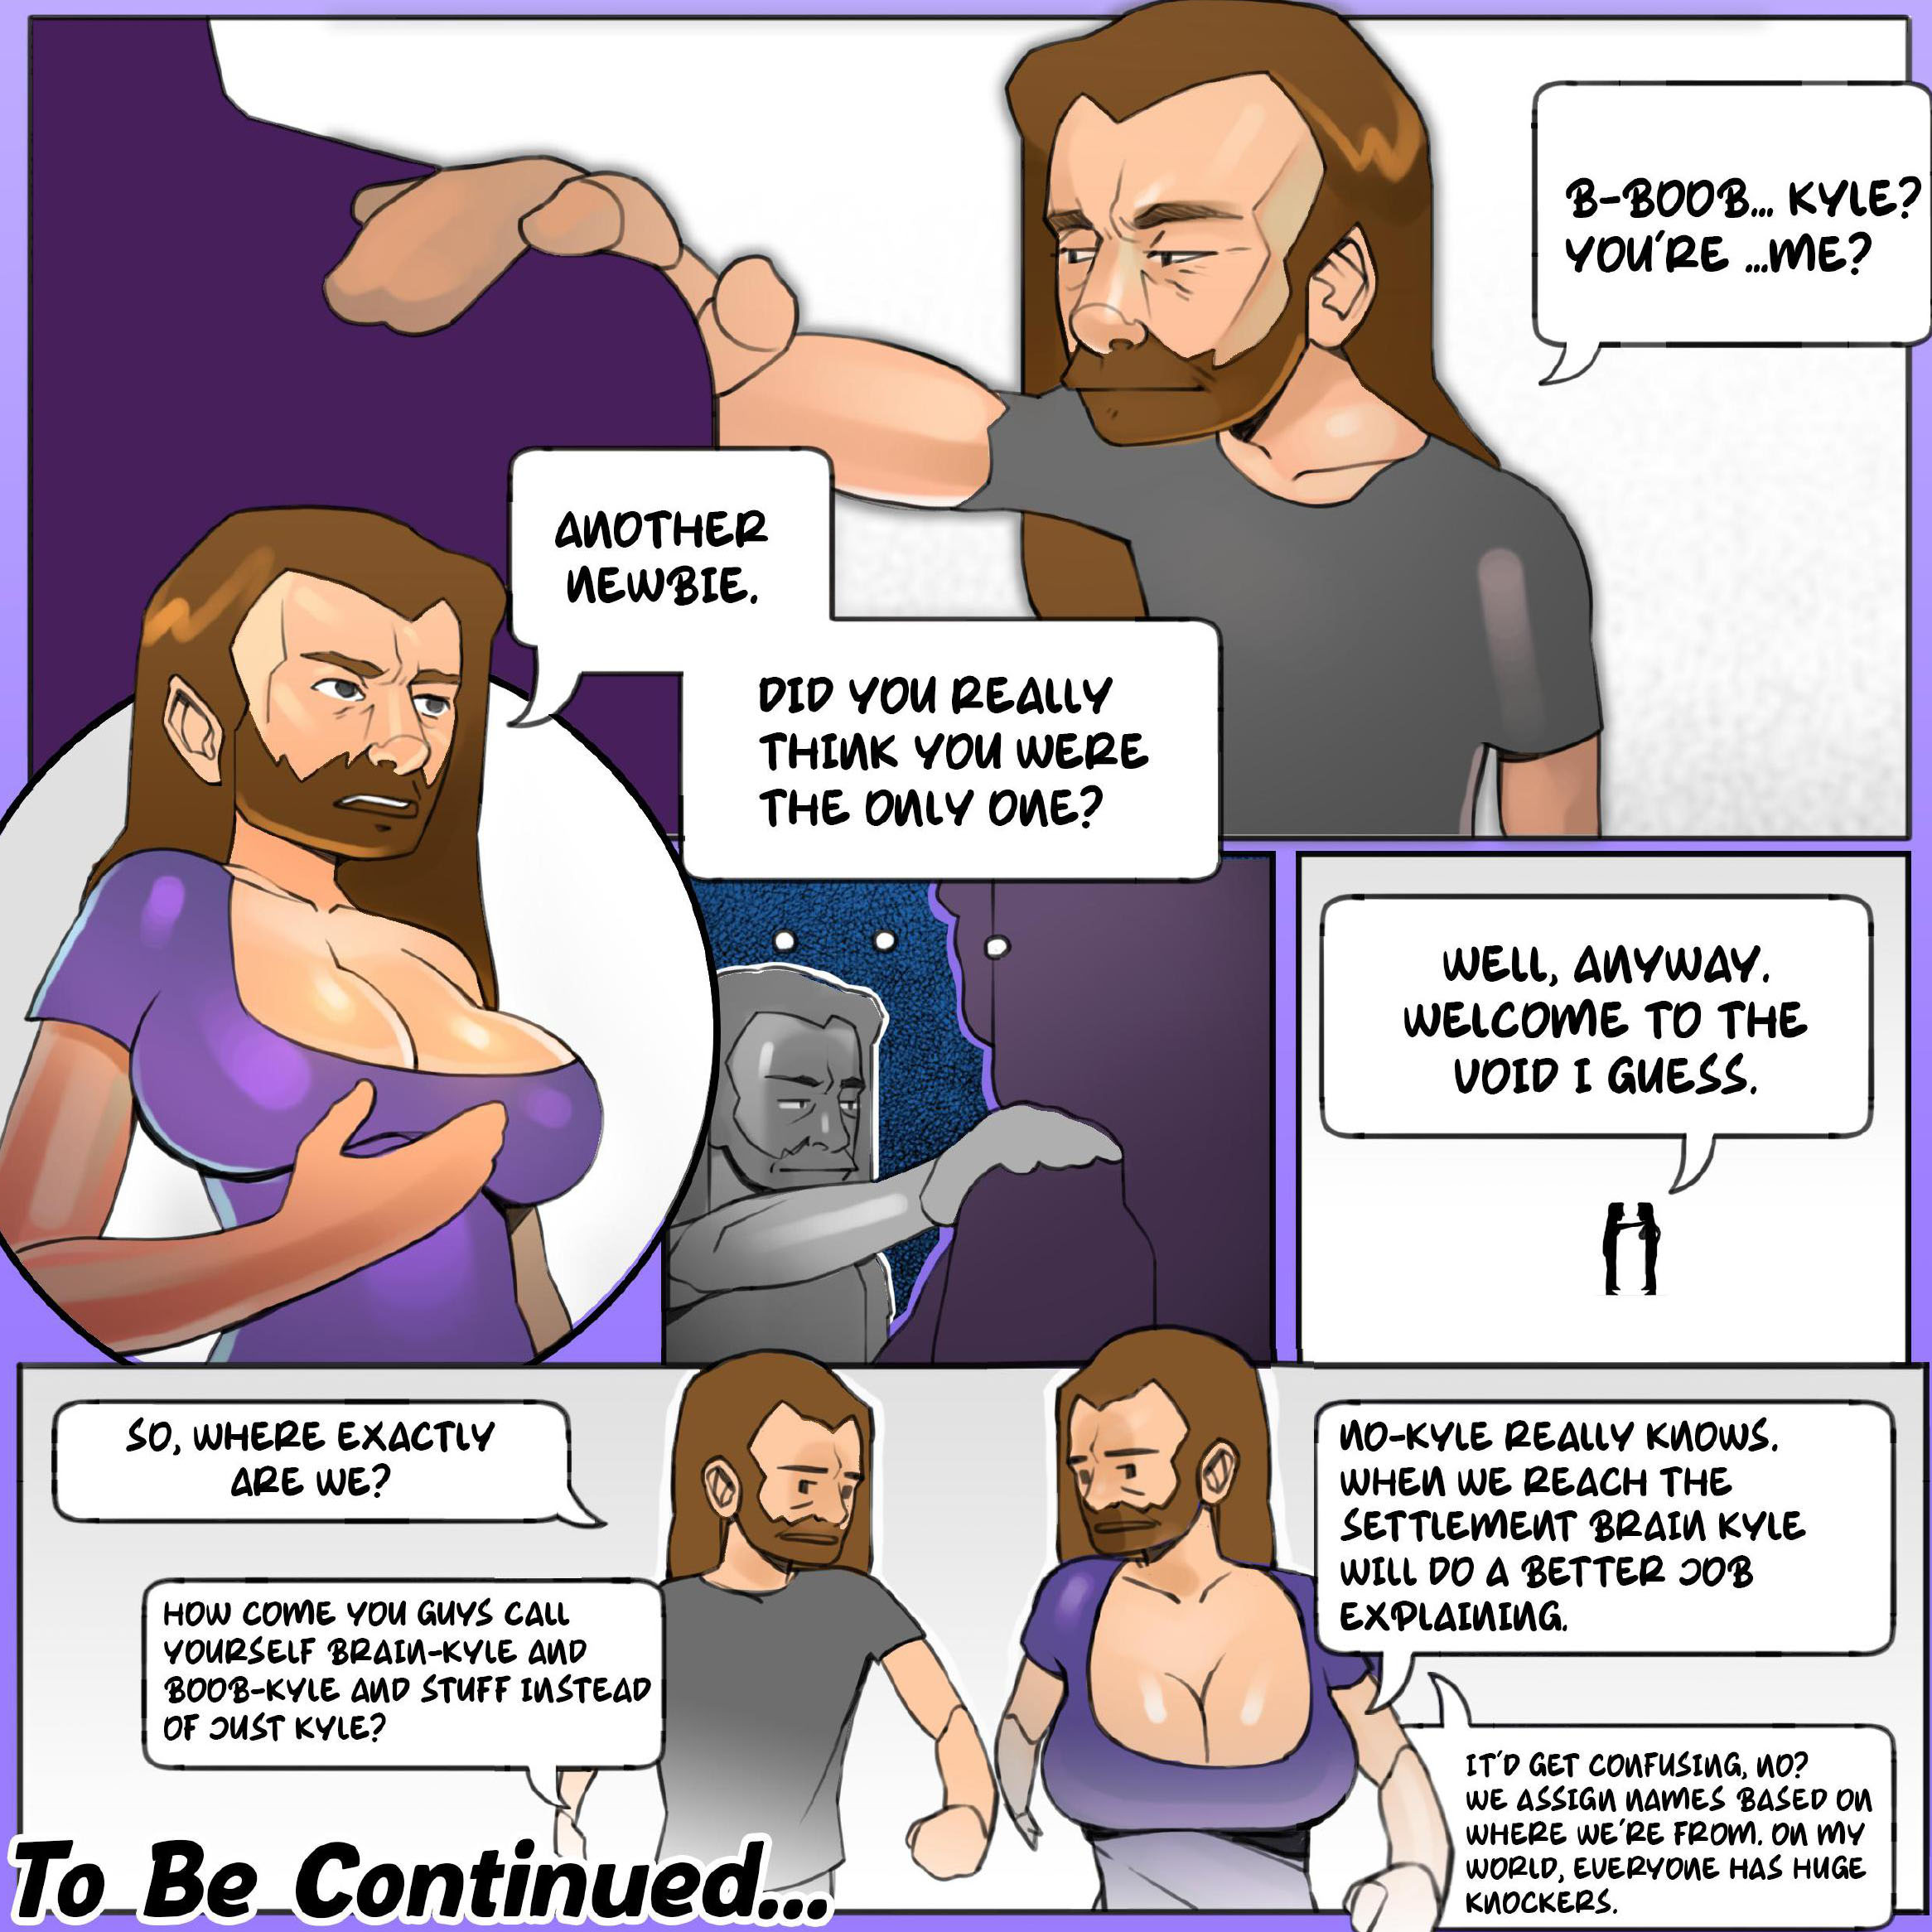 B-BOOB... KYLE?
YOU'RE ...ME?
ANOTHER
NEWBIE.
DID YOU REALLY
THINK YOU WERE
THE ONLY ONE?
WELL, ANYWAY.
WELCOME TO THE
VOID I GUESS.
SO, WHERE EXACTLY
ARE WE?
NO-KYLE REALLY KNOWS.
WHEN WE REACH THE
SETTLEMENT BRAIN KYLE
WILL DO A BETTER JOB
EXPLAINING.
HOW COME YOU GUYS CALL
YOURSELF BRAIN-KYLE AND
BOOB-KYLE AND STUFF INSTEAD
OF JUST KYLE?
IT'D GET CONFUSING, NO?
WE ASSIGN NAMES BASED ON
WHERE WE'RE FROM. ON MY
WORLD, EVERYONE HAS HUGE
KNOCKERS.
To Be Continued...